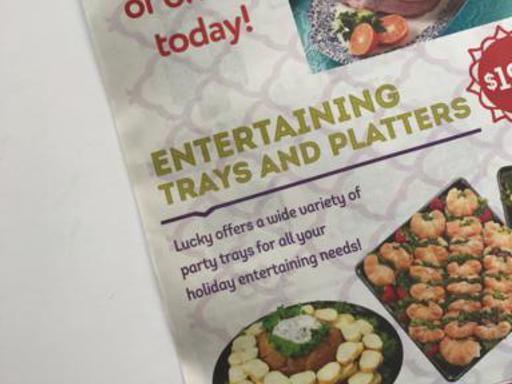 today!
ENTERTAINING
TRAYS AND PLATTERS
Lucky offers a wide variety of
party trays for all your
holiday entertaining needs!